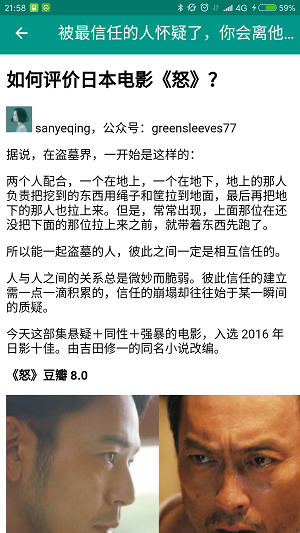 21:58
4G
59%
被最信任的人怀疑了，你会离他...
如何评价日本电影《怒》？
sanyeqing，公众号：greensleeves77
据说，在盗墓界，一开始是这样的：
两个人配合，一个在地上，一个在地下，地上的那人
负责把挖到的东西用绳子和筐拉到地面，最后再把地
下的那人也拉上来。但是，常常出现，上面那位在还
没把下面的那位拉上来之前，就带着东西先跑了。
所以能一起盗墓的人，彼此之间一定是相互信任的。
人与人之间的关系总是微妙而脆弱。彼此信任的建立
需一点一滴积累的，信任的崩塌却往往始于某一瞬间
的质疑。
今天这部集悬疑＋同性＋强暴的电影，入选 2016 年
日影十佳。由吉田修一的同名小说改编。
《怒》豆瓣 8.0